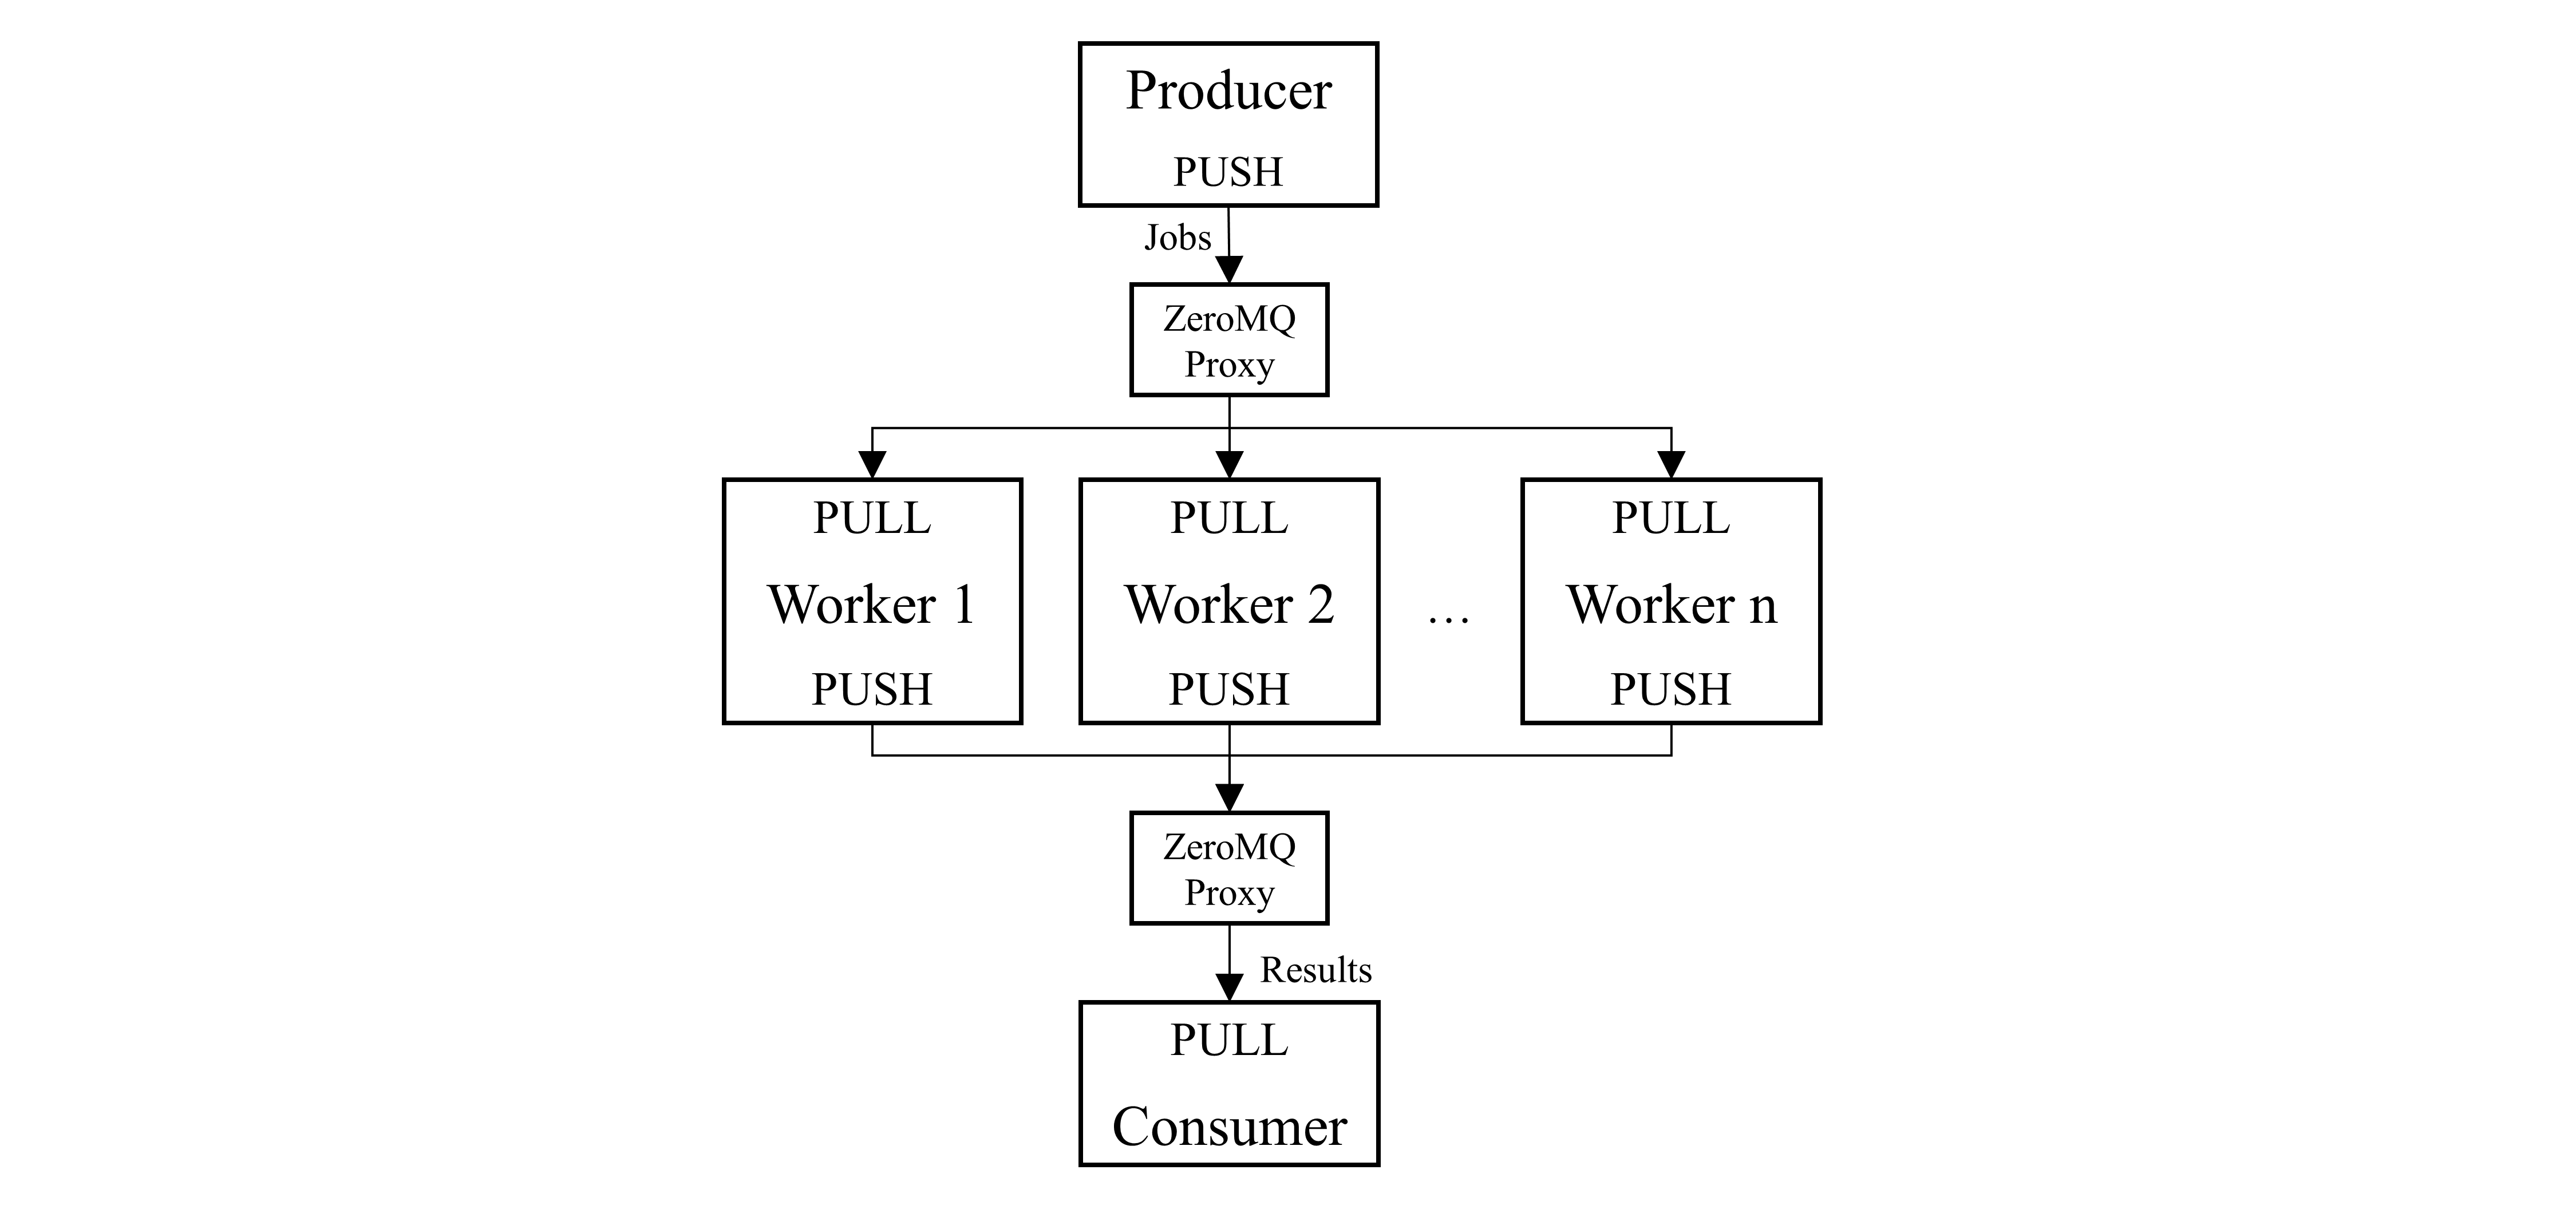 Producer
PUSH
Jobs
ZeroMQ
Proxy
PULL
Worker 1
PUSH
PULL
Worker 2
PUSH
...
PULL
Worker n
PUSH
ZeroMQ
Proxy
Results
PULL
Consumer